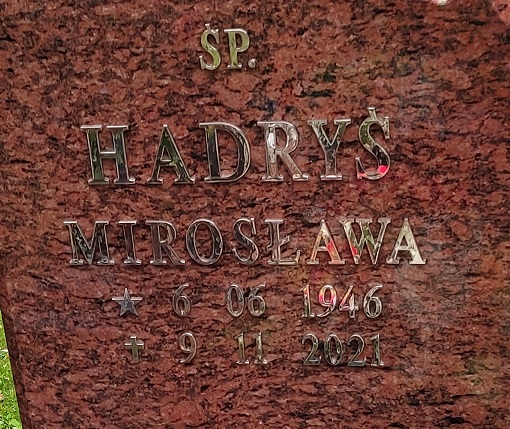 ŚP.
HADRYŚ
MIROSŁAWA
★ 6 06 1946
✝ 9 11 2021